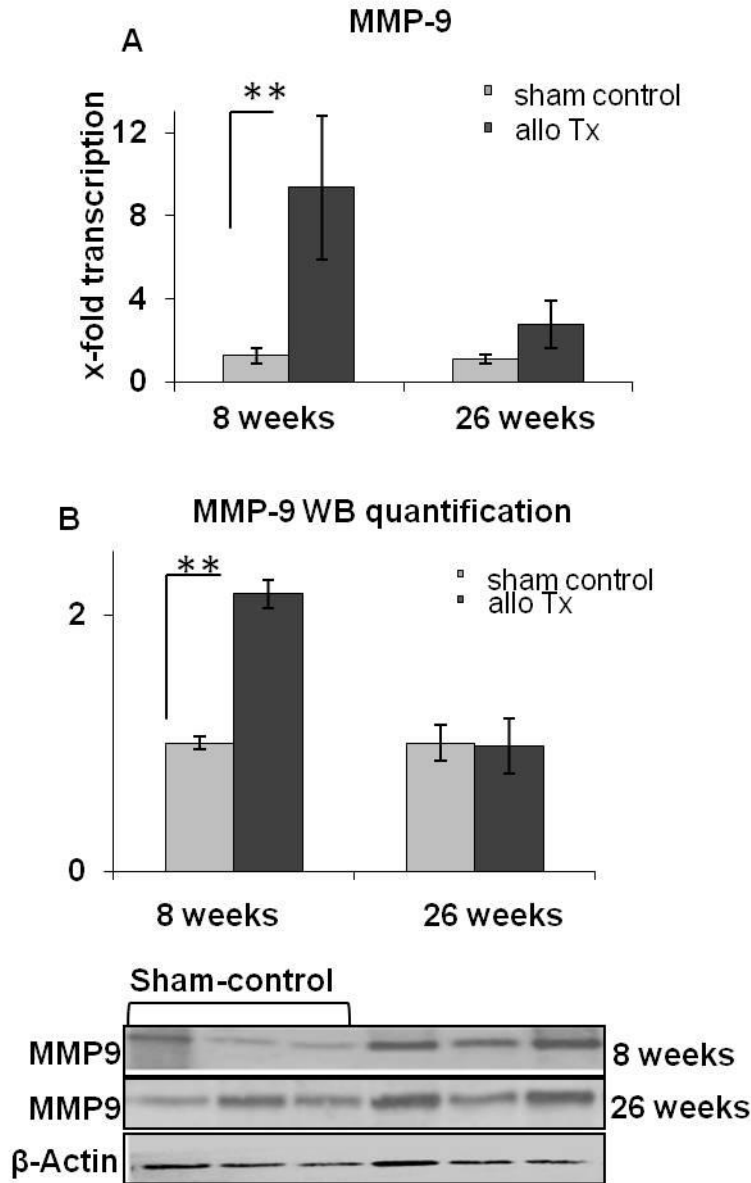 MMP-9
A
**
sham control
allo Tx
x-fold transcription
12
8
4
0
8 weeks 26 weeks
B MMP-9 WB quantification
**
sham control
allo Tx
2
0
8 weeks 26 weeks
Sham-control
MMP9 8 weeks
MMP9 26 weeks
β-Actin